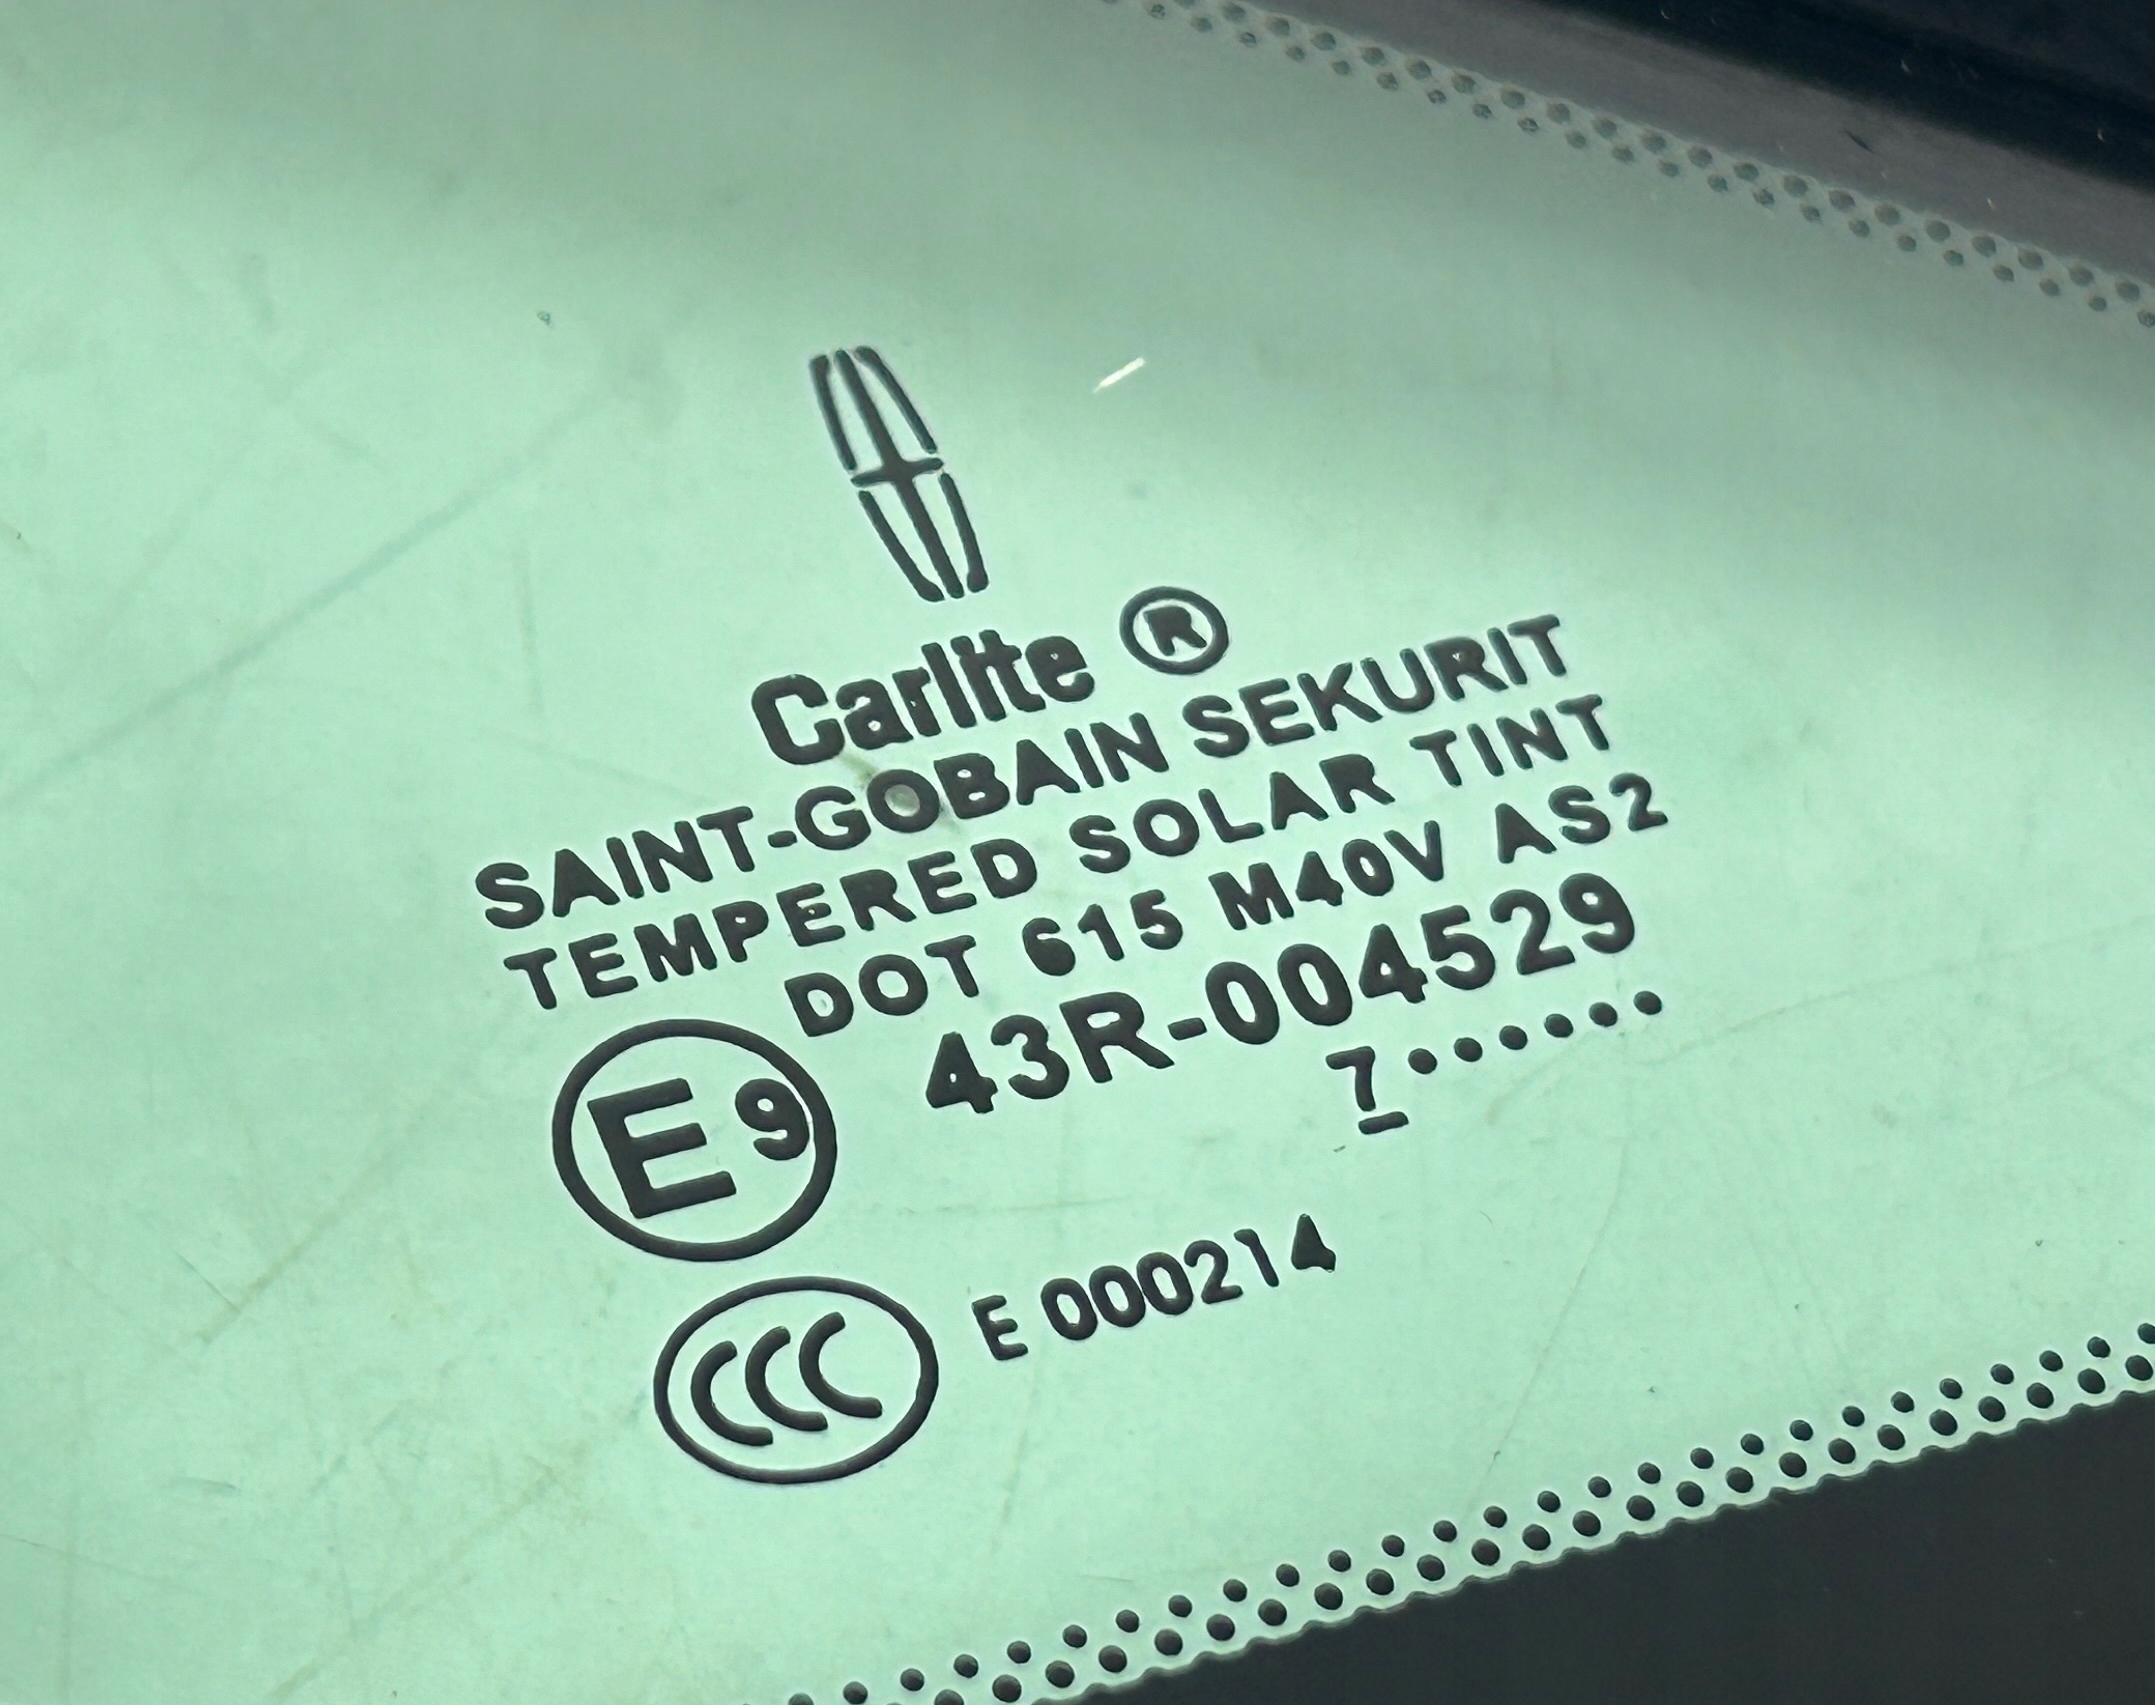 Carlite ®
SAINT-GOBAIN SEKURIT
TEMPERED SOLAR TINT
DOT 615 M40V AS2
43R-004529
E9
7.......
CCC
E 000214